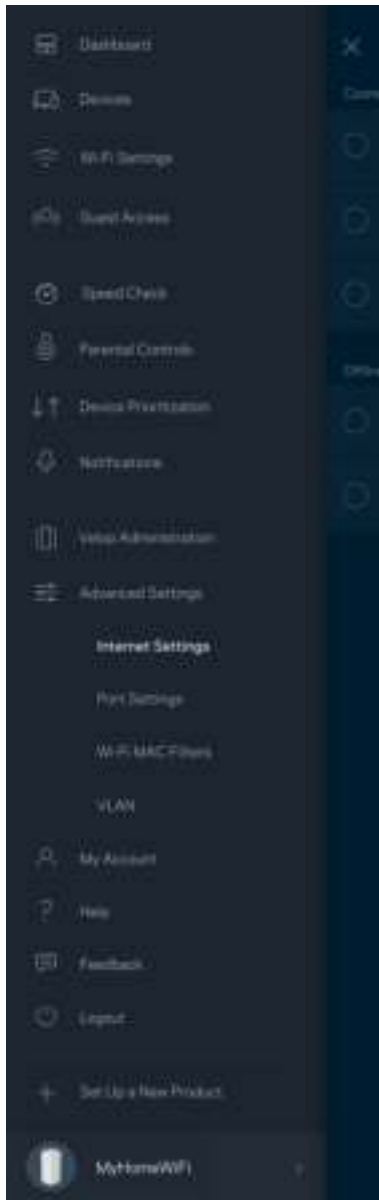 Dashboard
Devices
Wi-Fi Settings
Guest Access
Speed Check
Parental Controls
Device Prioritization
Notifications
Velop Administration
Advanced Settings
Internet Settings
Port Settings
Wi-Fi MAC Filters
VLAN
My Account
Help
Feedback
Logout
Set Up a New Product
MyHomeWiFi